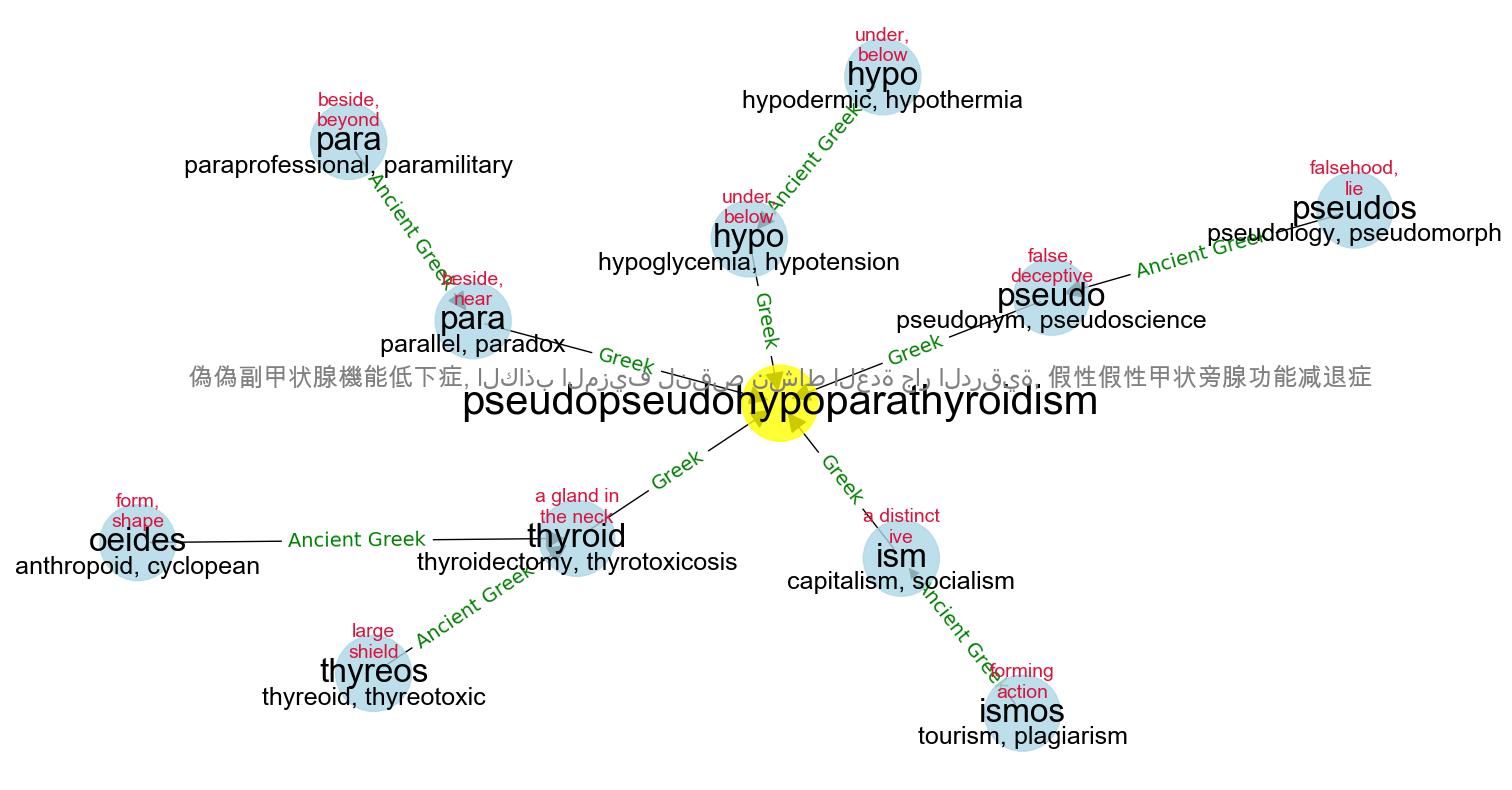 under,
below
hypo
hypodermic, hypothermia
Ancient Greek
beside,
beyond
para
paraprofessional, paramilitary
Ancient Greek
falsehood,
lie
pseudos
pseudology, pseudomorph
Ancient Greek
under,
below
hypo
hypoglycemia, hypotension
Greek
false,
deceptive
pseudo
pseudonym, pseudoscience
Greek
beside,
near
para
parallel, paradox
Greek
偽偽副甲状腺機能低下症, الكاذب المزيف لنقص نشاط الغدة جار الدرقية, 假性假性甲状旁腺功能减退症
pseudopseudohypoparathyroidism
Greek
Greek
form,
shape
oeides
anthropoid, cyclopean
Ancient Greek
a gland in
the neck
thyroid
thyroidectomy, thyrotoxicosis
Ancient Greek
a distinct
ive
ism
capitalism, socialism
Ancient Greek
large
shield
thyreos
thyreoid, thyreotoxic
forming
action
ismos
tourism, plagiarism